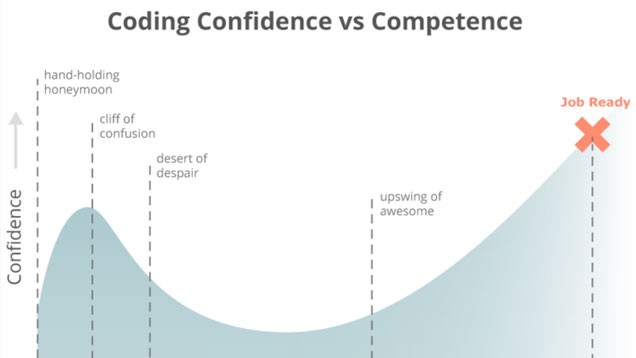 Coding Confidence vs Competence
hand-holding
honeymoon
cliff of
confusion
desert of
despair
upswing of
awesome
Job Ready
Confidence